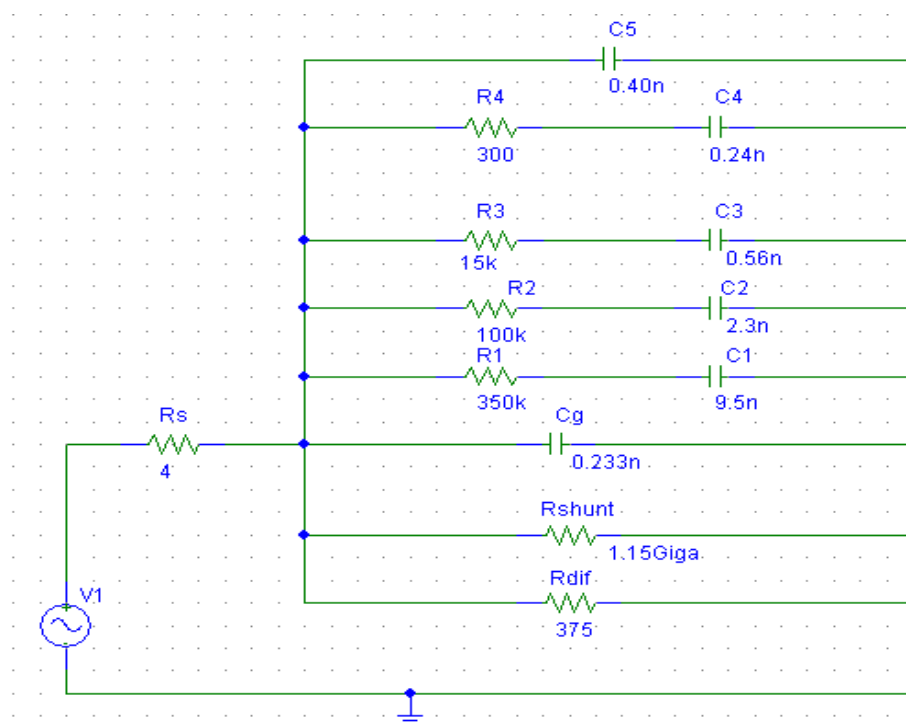 C5
0.40n
R4
C4
300
0.24n
R3
C3
15k
0.56n
R2
C2
100k
2.3n
R1
C1
350k
9.5n
Rs
Cg
4
0.233n
Rshunt
1.15Giga
V1
Rdif
375